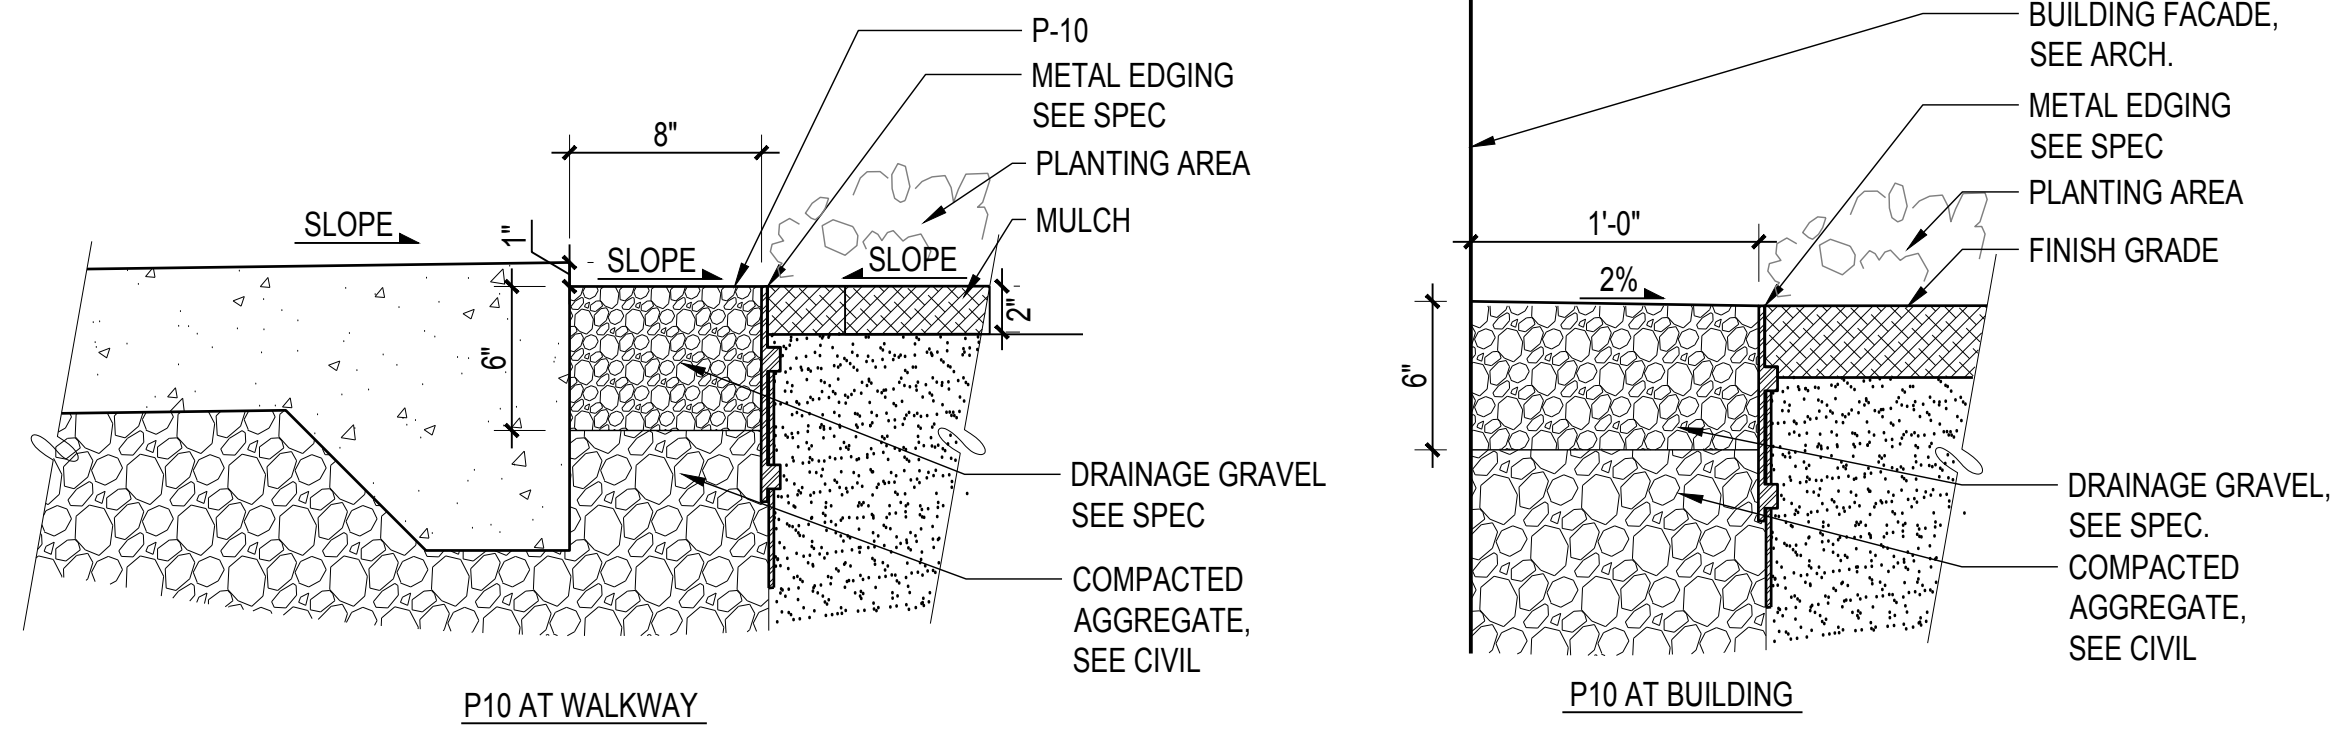 P-10
METAL EDGING
SEE SPEC
PLANTING AREA
MULCH
8"
SLOPE
1"
SLOPE
SLOPE
6"
2"
DRAINAGE GRAVEL
SEE SPEC
COMPACTED
AGGREGATE,
SEE CIVIL
P10 AT WALKWAY
BUILDING FACADE,
SEE ARCH.
METAL EDGING
SEE SPEC
PLANTING AREA
FINISH GRADE
1'-0"
2%
6"
DRAINAGE GRAVEL,
SEE SPEC.
COMPACTED
AGGREGATE,
SEE CIVIL
P10 AT BUILDING